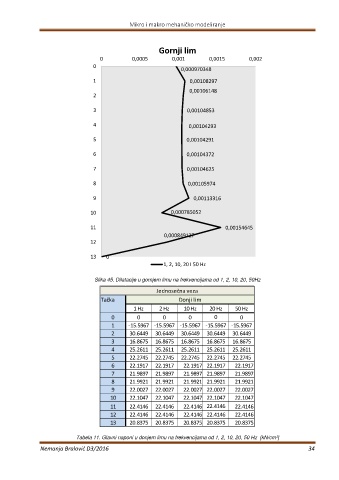 Mikro i makro mehaničko modeliranje
Gornji lim
0 0,0005 0,001 0,0015 0,002
0
0,000970348
1
0,00108297
2
0,00106148
3
0,00104853
4
0,00104293
5
0,00104291
6
0,00104372
7
0,00104625
8
0,00105974
9
0,00113316
10
0,000785052
11
0,00154645
12
13
0
1, 2, 10, 20 i 50 Hz
Slika 45. Dilatacije u gornjem limu na frekvencijama od 1, 2, 10, 20, 50Hz
Jednosečna veza
Tačka Donji lim
1 Hz 2 Hz 10 Hz 20 Hz 50 Hz
0 0 0 0 0 0
1 -15.5967 -15.5967 -15.5967 -15.5967 -15.5967
2 30.6449 30.6449 30.6449 30.6449 30.6449
3 16.8675 16.8675 16.8675 16.8675 16.8675
4 25.2611 25.2611 25.2611 25.2611 25.2611
5 22.2745 22.2745 22.2745 22.2745 22.2745
6 22.1917 22.1917 22.1917 22.1917 22.1917
7 21.9897 21.9897 21.9897 21.9897 21.9897
8 21.9921 21.9921 21.9921 21.9921 21.9921
9 22.0027 22.0027 22.0027 22.0027 22.0027
10 22.1047 22.1047 22.1047 22.1047 22.1047
11 22.4146 22.4146 22.4146 22.4146 22.4146
12 22.4146 22.4146 22.4146 22.4146 22.4146
13 20.8375 20.8375 20.8375 20.8375 20.8375
Tabela 11. Glavni naponi u donjem limu na frekvencijama od 1, 2, 10, 20, 50 Hz [kN/cm²]
Nemanja Bralović D3/2016 34